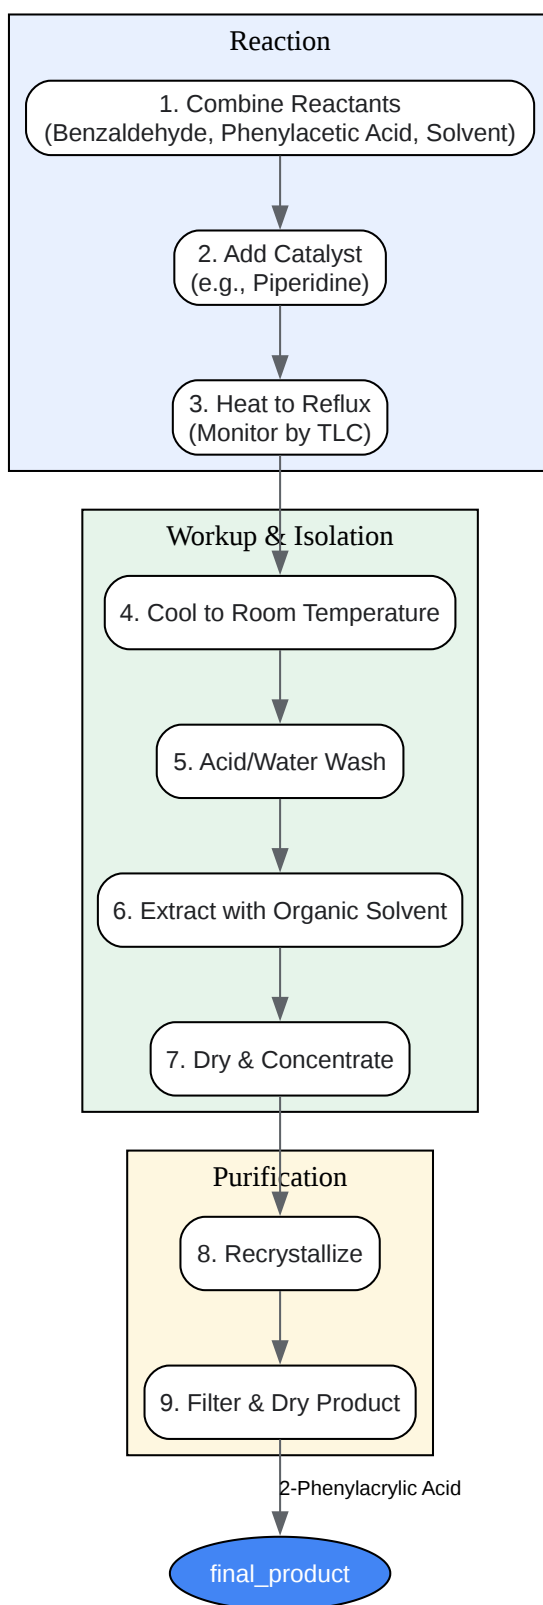 Reaction
1. Combine Reactants
(Benzaldehyde, Phenylacetic Acid, Solvent)
2. Add Catalyst
(e.g., Piperidine)
3. Heat to Reflux
(Monitor by TLC)
Workup & Isolation
4. Cool to Room Temperature
5. Acid/Water Wash
6. Extract with Organic Solvent
7. Dry & Concentrate
Purification
8. Recrystallize
9. Filter & Dry Product
2-Phenylacrylic Acid
final_product